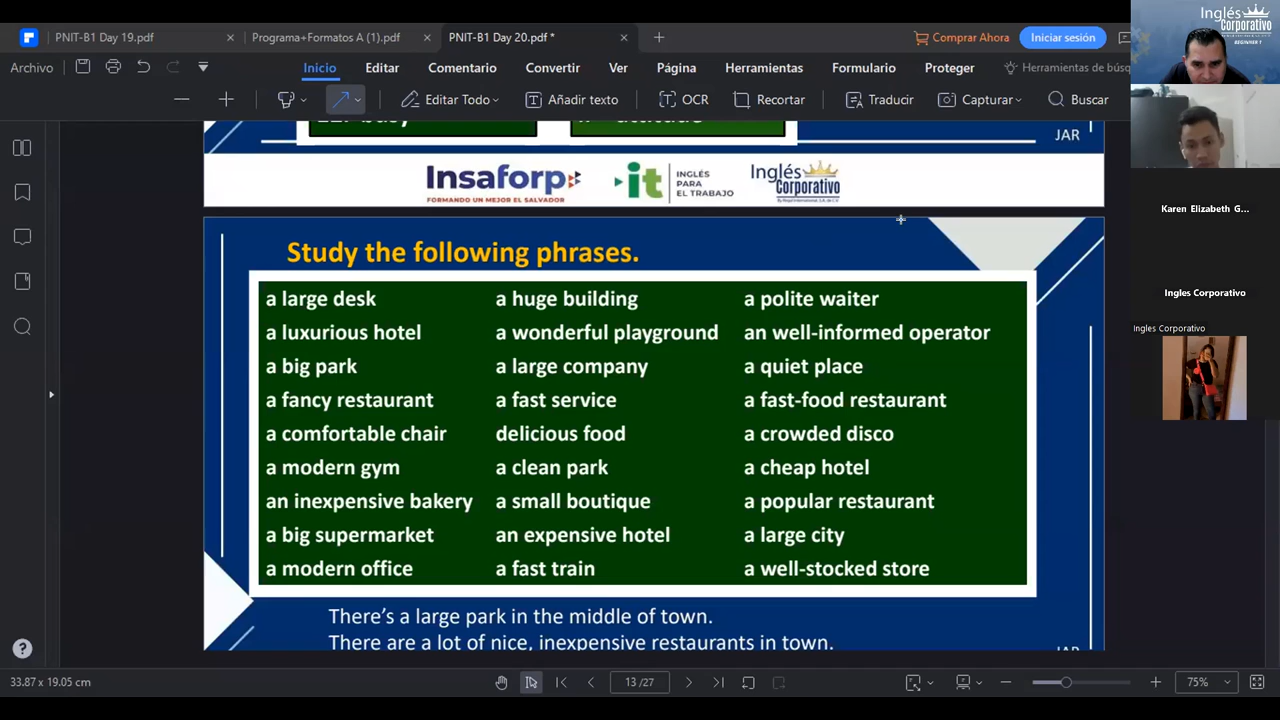 PNIT-B1 Day 19.pdf
Programa+Formatos A (1).pdf
PNIT-B1 Day 20.pdf *
Comprar Ahora
Iniciar sesión
Archivo
Inicio
Editar
Comentario
Convertir
Ver
Página
Herramientas
Formulario
Proteger
Herramientas de búsq
Editar Todo
Añadir texto
OCR
Recortar
Traducir
Capturar
Buscar
JAR
Insaforp
FORMANDO UN MEJOR EL SALVADOR
it
INGLÉS
PARA
EL TRABAJO
Inglés
Corporativo
Study the following phrases.
a large desk
a luxurious hotel
a big park
a fancy restaurant
a comfortable chair
a modern gym
an inexpensive bakery
a big supermarket
a modern office
a huge building
a wonderful playground
a large company
a fast service
delicious food
a clean park
a small boutique
an expensive hotel
a fast train
a polite waiter
an well-informed operator
a quiet place
a fast-food restaurant
a crowded disco
a cheap hotel
a popular restaurant
a large city
a well-stocked store
There's a large park in the middle of town.
There are a lot of nice, inexpensive restaurants in town.
JAR
33.87 x 19.05 cm
13 /27
75%
Inglés
Corporativo
BEGINNER 1
Karen Elizabeth G...
Ingles Corporativo
Ingles Corporativo